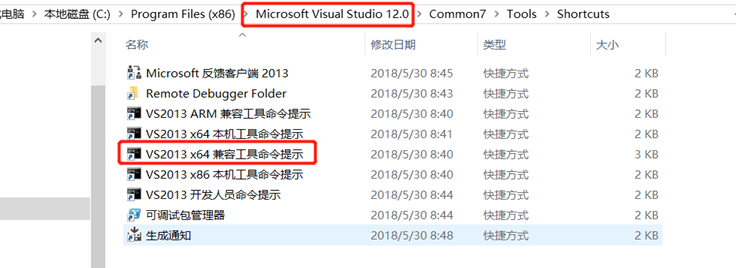 电脑 > 本地磁盘 (C:) > Program Files (x86) > Microsoft Visual Studio 12.0 > Common7 > Tools > Shortcuts
名称 修改日期 类型 大小
Microsoft 反馈客户端 2013 2018/5/30 8:45 快捷方式 2 KB
Remote Debugger Folder 2018/5/30 8:44 快捷方式 2 KB
VS2013 ARM 兼容工具命令提示 2018/5/30 8:40 快捷方式 2 KB
VS2013 x64 本机工具命令提示 2018/5/30 8:41 快捷方式 2 KB
VS2013 x64 兼容工具命令提示 2018/5/30 8:40 快捷方式 3 KB
VS2013 x86 本机工具命令提示 2018/5/30 8:40 快捷方式 2 KB
VS2013 开发人员命令提示 2018/5/30 8:44 快捷方式 2 KB
可调试包管理器 2018/5/30 8:44 快捷方式 2 KB
生成通知 2018/5/30 8:48 快捷方式 2 KB